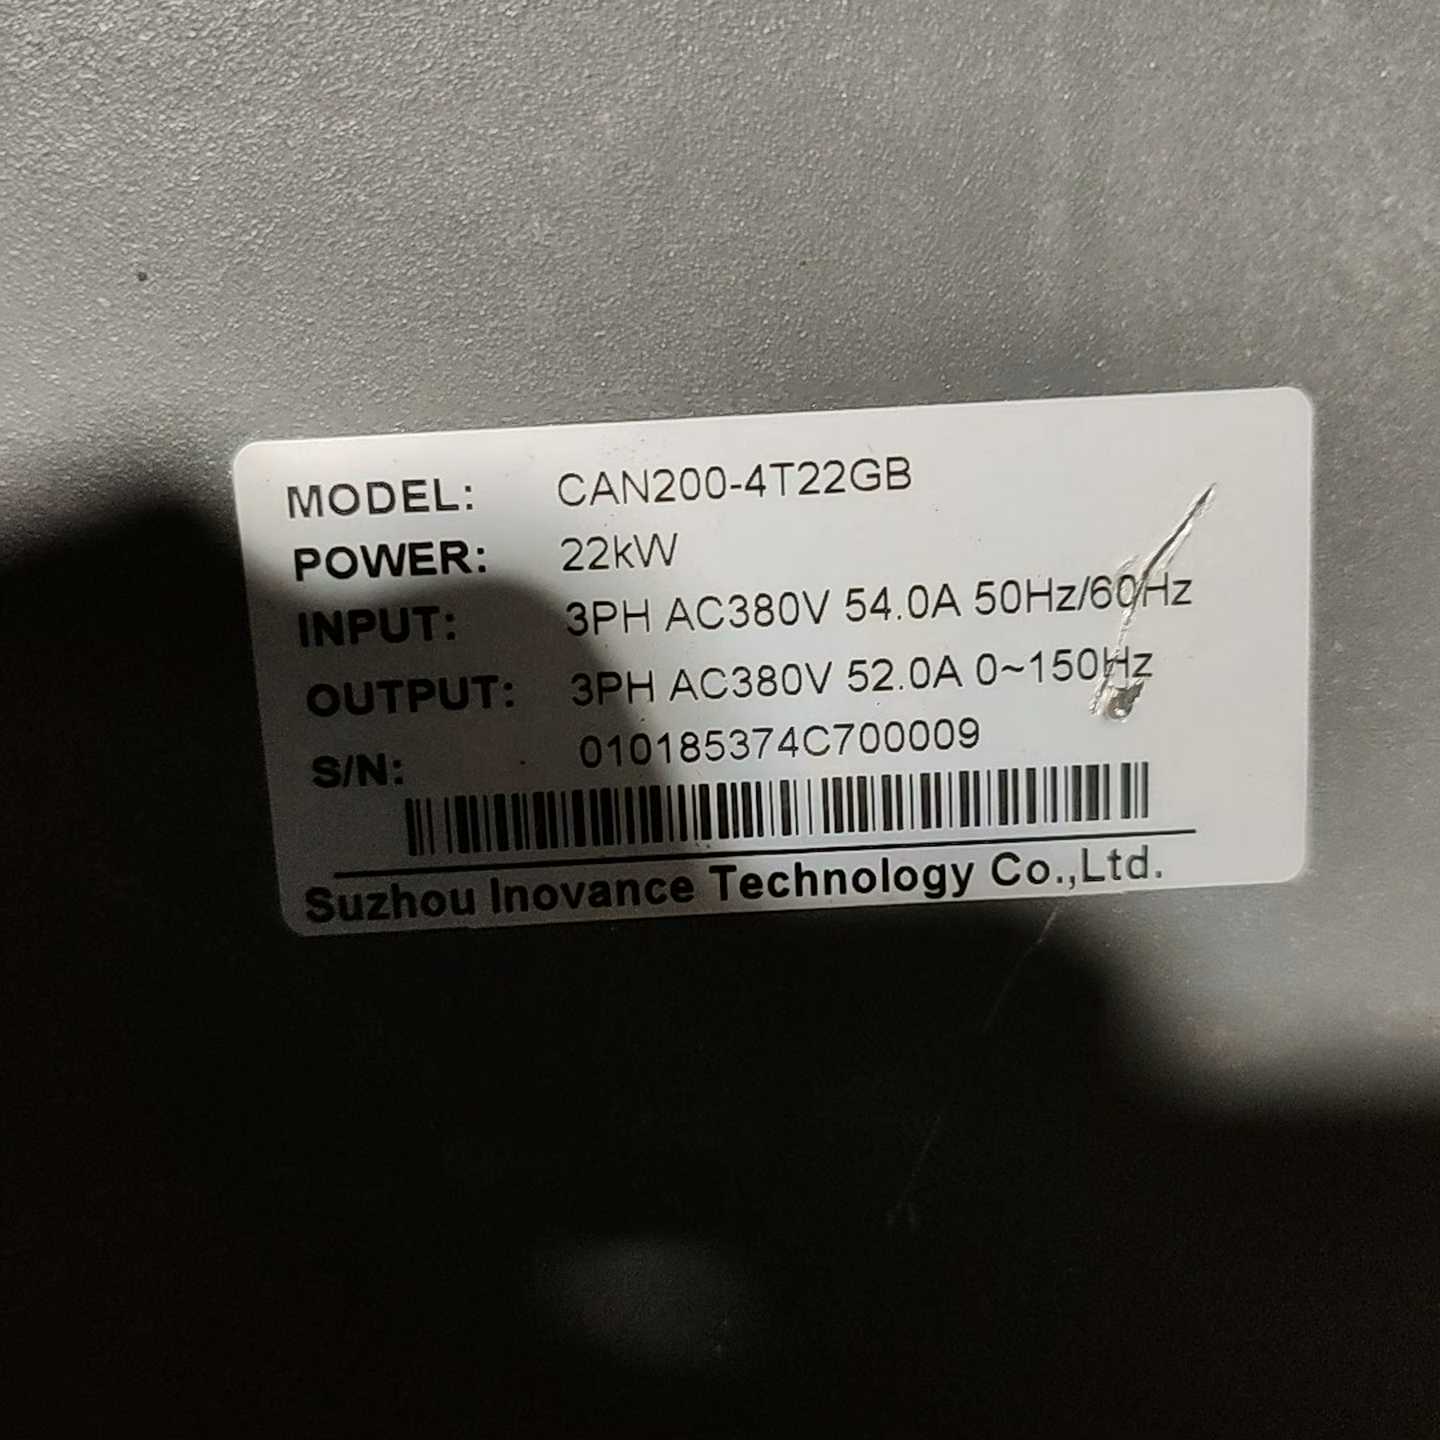 MODEL: CAN200-4T22GB
POWER: 22kW
INPUT: 3PH AC380V 54.0A 50Hz/60Hz
OUTPUT: 3PH AC380V 52.0A 0~150Hz
S/N: 010185374C700009
Suzhou Inovance Technology Co.,Ltd.